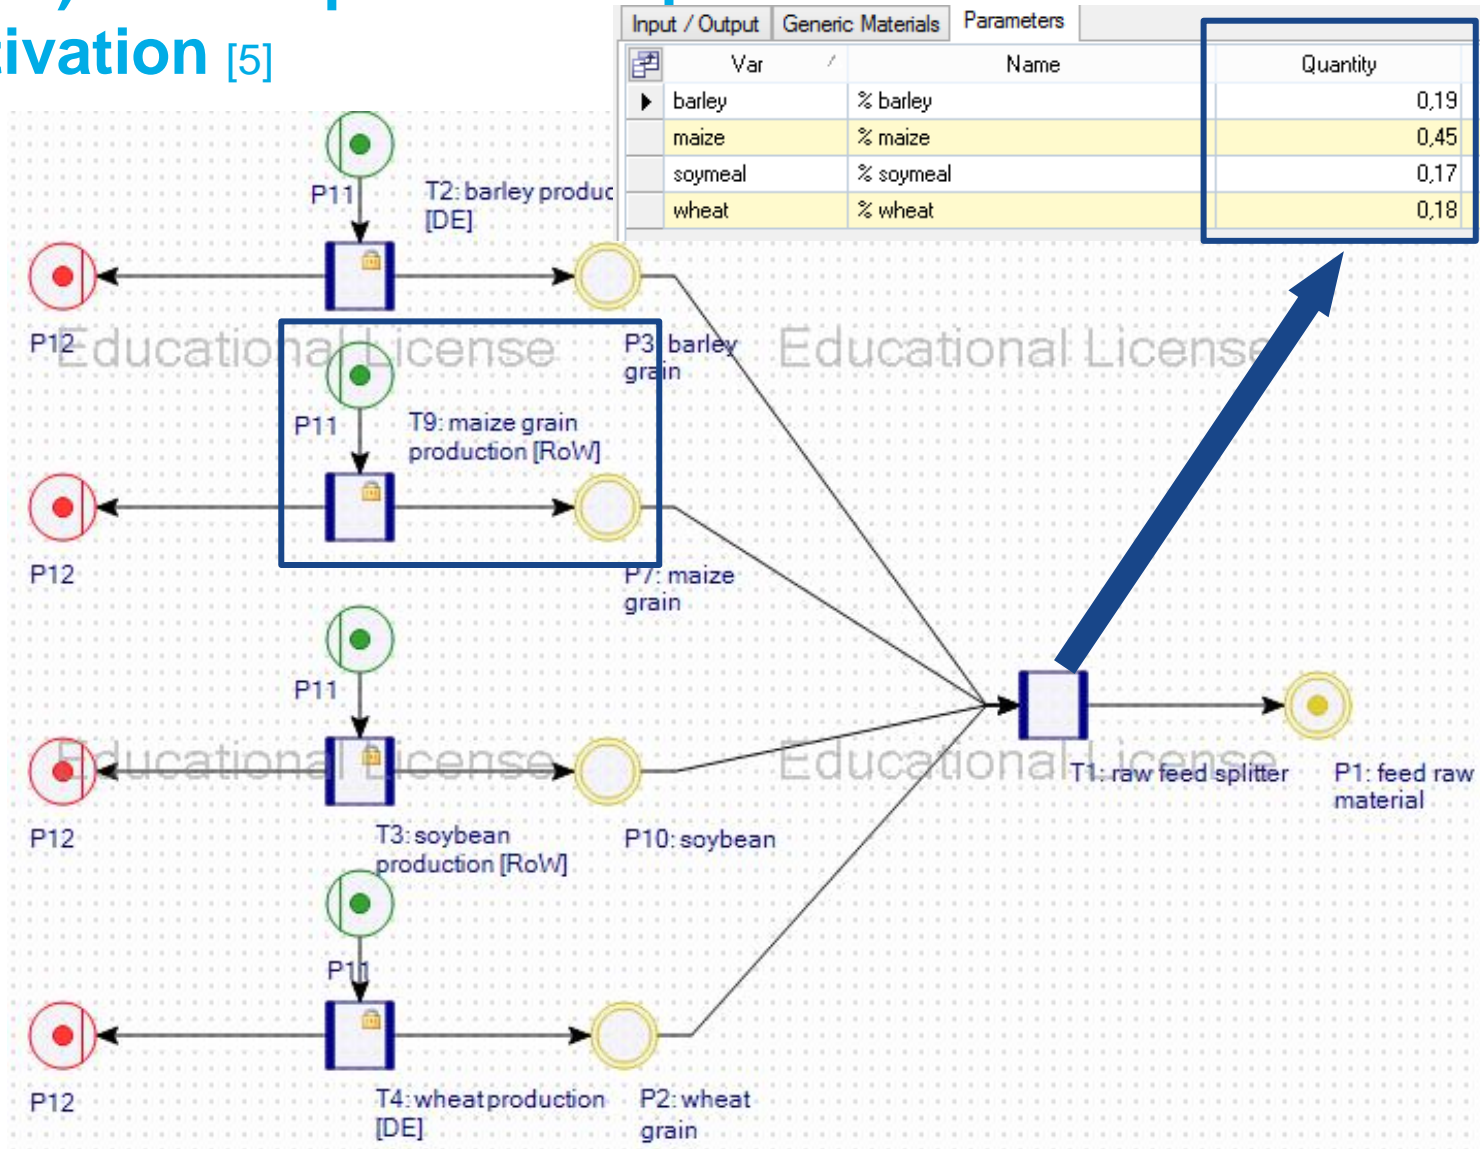 tivation [5]
Input / Output Generic Materials Parameters
Var Name Quantity
barley % barley 0,19
maize % maize 0,45
soymeal % soymeal 0,17
wheat % wheat 0,18
P11
T2: barley produc
[DE]
P12
P3: barley
grain
Educational License
Educational License
P11
T9: maize grain
production [RoW]
P12
P7: maize
grain
P11
P12
T3: soybean
production [RoW]
P10: soybean
Educational License
Educational License
T1: raw feed splitter
P1: feed raw
material
P11
P12
T4: wheat production
[DE]
P2: wheat
grain